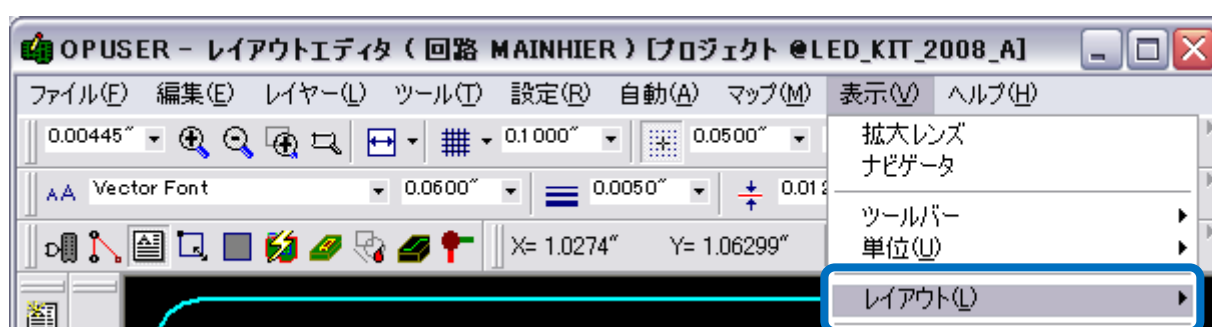 OPUSER - レイアウトエディタ ( 回路 MAINHIER ) [プロジェクト @LED_KIT_2008_A]
ファイル(F) 編集(E) レイヤー(L) ツール(T) 設定(R) 自動(A) マップ(M) 表示(V) ヘルプ(H)
0.00445″ 0.1000″ 0.0500″
拡大レンズ
ナビゲータ
AA Vector Font 0.0600″ 0.0050″
ツールバー
単位(U)
X= 1.0274″ Y= 1.06299″
レイアウト(L)